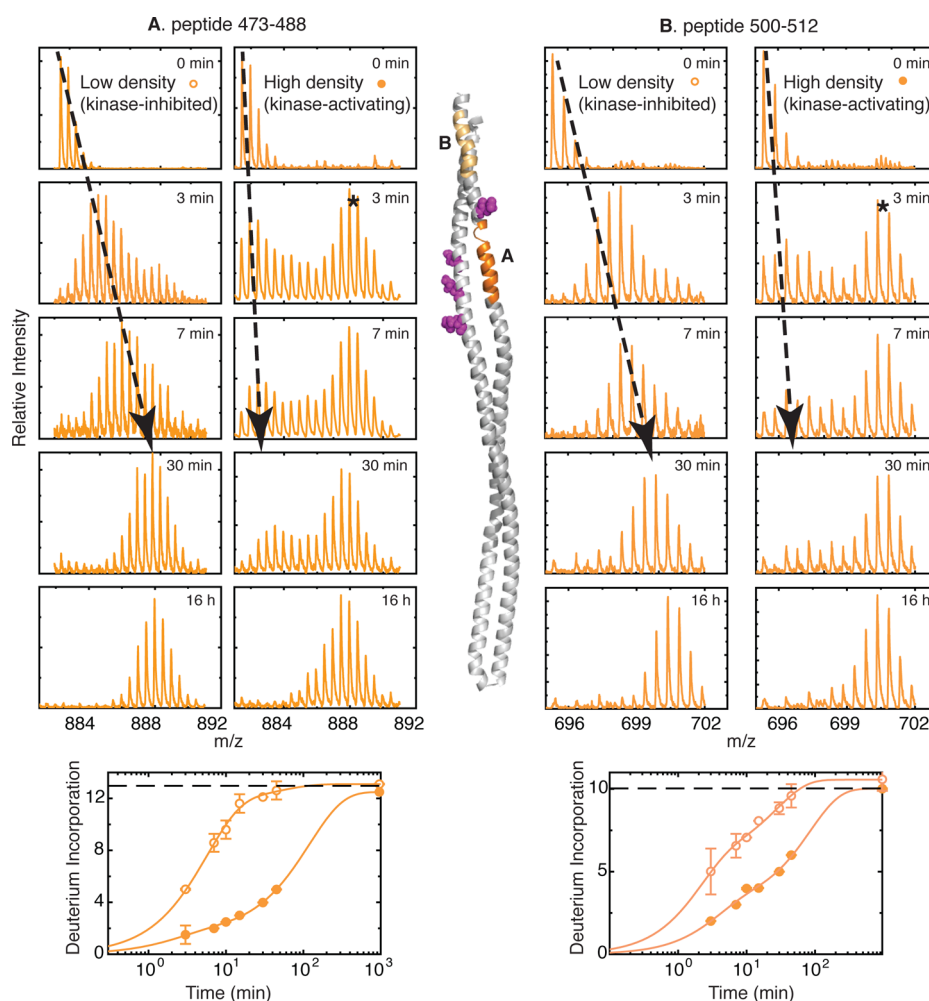 A. peptide 473-488
B. peptide 500-512
0 min
Low density
(kinase-inhibited)
0 min
High density
(kinase-activating)
0 min
Low density
(kinase-inhibited)
0 min
High density
(kinase-activating)
B
A
3 min
3 min
*
3 min
3 min
*
7 min
7 min
7 min
7 min
30 min
30 min
30 min
30 min
16 h
16 h
16 h
16 h
Relative Intensity
884 888 892
884 888 892
m/z
696 699 702
696 699 702
m/z
Deuterium Incorporation
12
8
4
0
10^0 10^1 10^2 10^3
Time (min)
Deuterium Incorporation
10
5
0
10^0 10^1 10^2
Time (min)